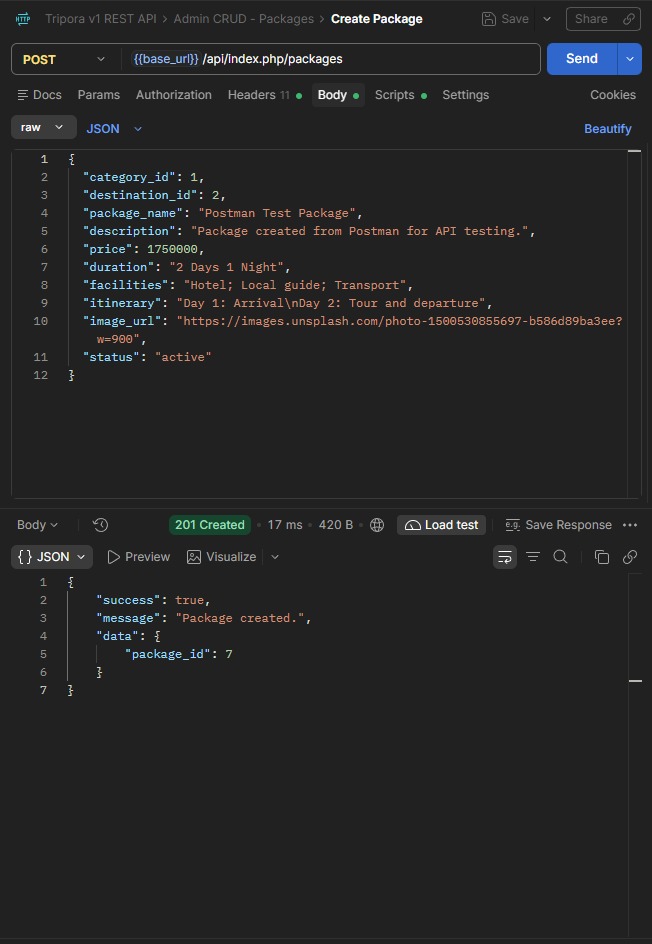 HTTP Tripora v1 REST API > Admin CRUD - Packages > Create Package Save Share
POST {{base_url}} /api/index.php/packages Send
Docs Params Authorization Headers 11 Body Scripts Settings Cookies
raw JSON Beautify
1 {
2 "category_id": 1,
3 "destination_id": 2,
4 "package_name": "Postman Test Package",
5 "description": "Package created from Postman for API testing.",
6 "price": 1750000,
7 "duration": "2 Days 1 Night",
8 "facilities": "Hotel; Local guide; Transport",
9 "itinerary": "Day 1: Arrival\nDay 2: Tour and departure",
10 "image_url": "https://images.unsplash.com/photo-1500530855697-b586d89ba3ee?
w=900",
11 "status": "active"
12 }
Body 201 Created • 17 ms • 420 B • Load test e.g. Save Response
{} JSON Preview Visualize
1 {
2 "success": true,
3 "message": "Package created.",
4 "data": {
5 "package_id": 7
6 }
7 }